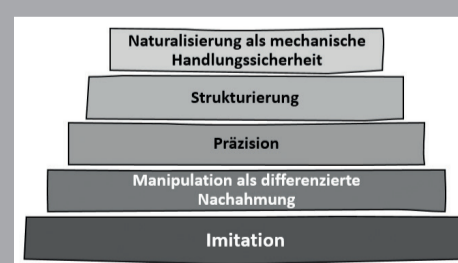 Naturalisierung als mechanische
Handlungssicherheit
Strukturierung
Präzision
Manipulation als differenzierte
Nachahmung
Imitation